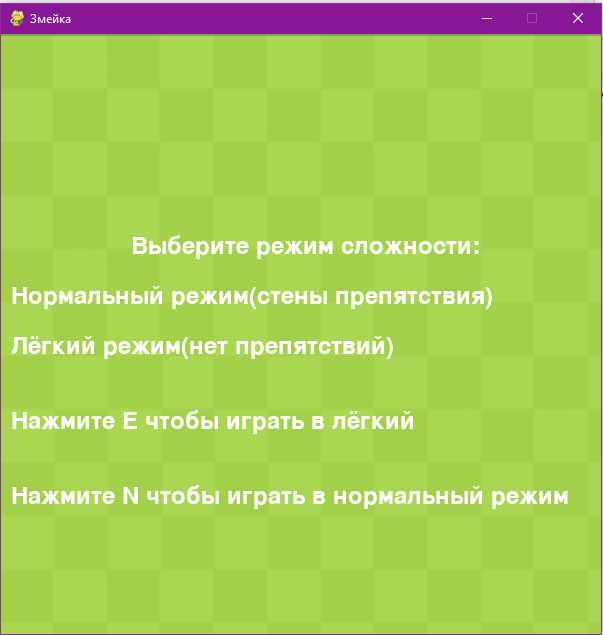 Змейка
Выберите режим сложности:
Нормальный режим(стены препятствия)
Лёгкий режим(нет препятствий)
Нажмите E чтобы играть в лёгкий
Нажмите N чтобы играть в нормальный режим